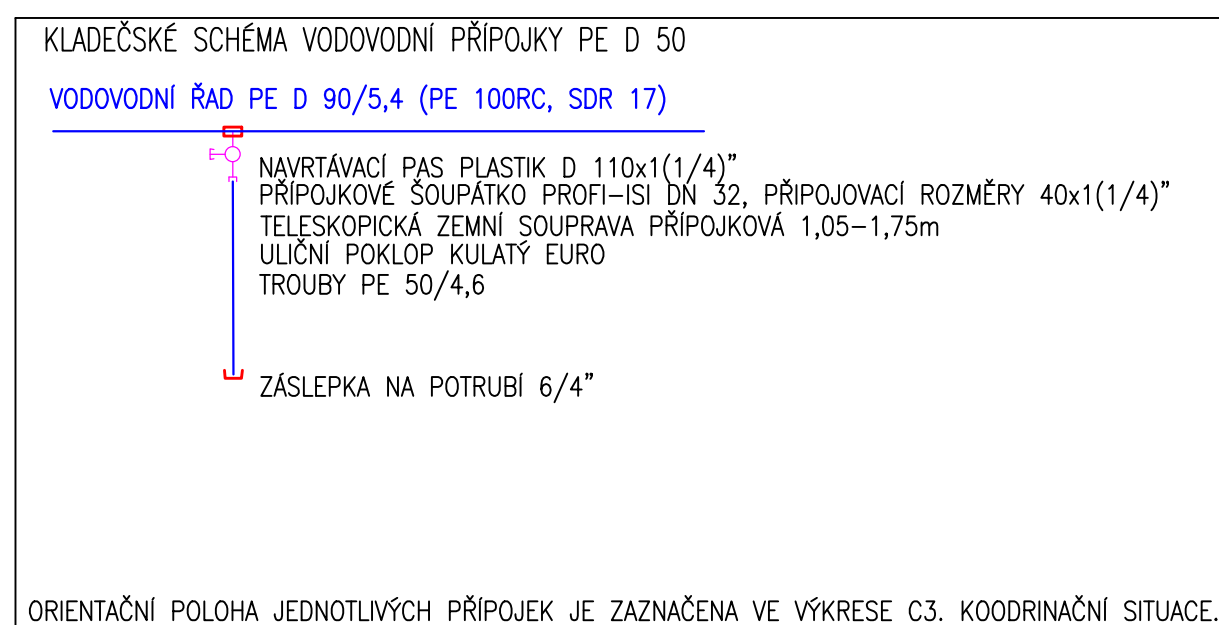 KLADEČSKÉ SCHÉMA VODOVODNÍ PŘÍPOJKY PE D 50
VODOVODNÍ ŘAD PE D 90/5,4 (PE 100RC, SDR 17)
NAVRTÁVACÍ PAS PLASTIK D 110x1(1/4)"
PŘÍPOJKOVÉ ŠOUPÁTKO PROFI-ISI DN 32, PŘIPOJOVACÍ ROZMĚRY 40x1(1/4)"
TELESKOPICKÁ ZEMNÍ SOUPRAVA PŘÍPOJKOVÁ 1,05-1,75m
ULIČNÍ POKLOP KULATÝ EURO
TROUBY PE 50/4,6
ZÁSLEPKA NA POTRUBÍ 6/4"
ORIENTAČNÍ POLOHA JEDNOTLIVÝCH PŘÍPOJEK JE ZAZNAČENA VE VÝKRESE C3. KOODRINAČNÍ SITUACE.